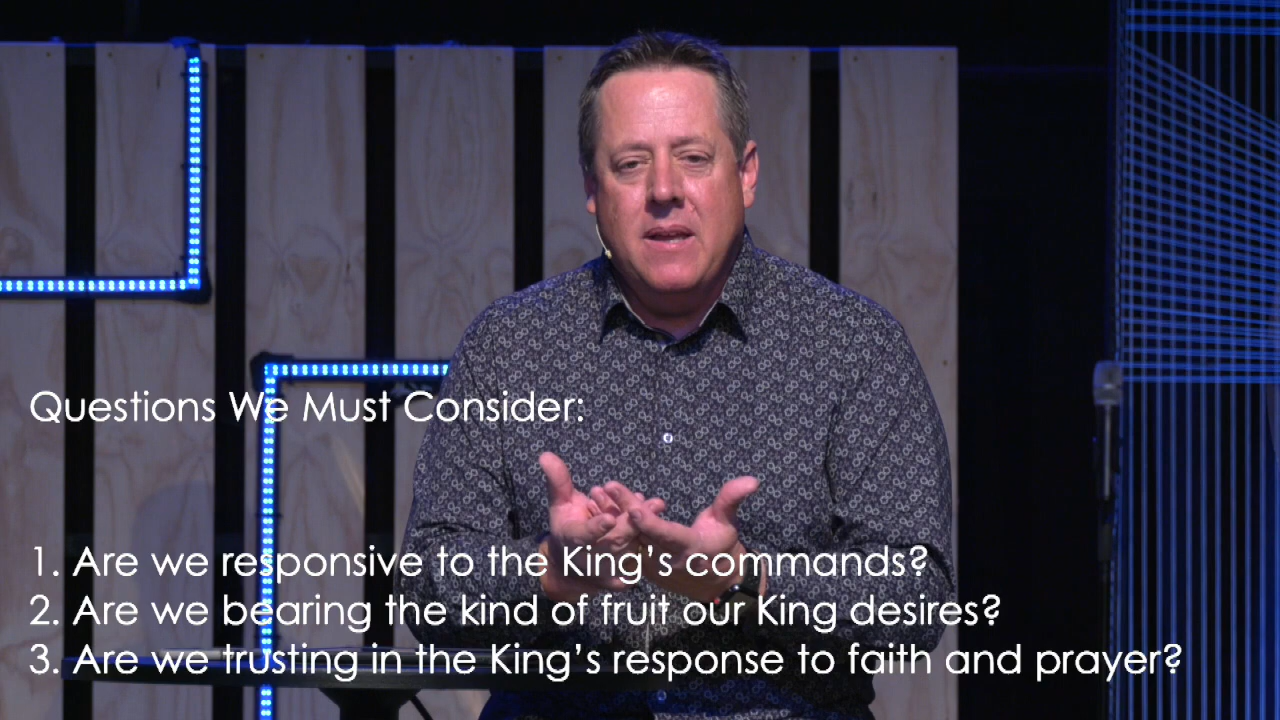 Questions We Must Consider:
1. Are we responsive to the King's commands?
2. Are we bearing the kind of fruit our King desires?
3. Are we trusting in the King's response to faith and prayer?